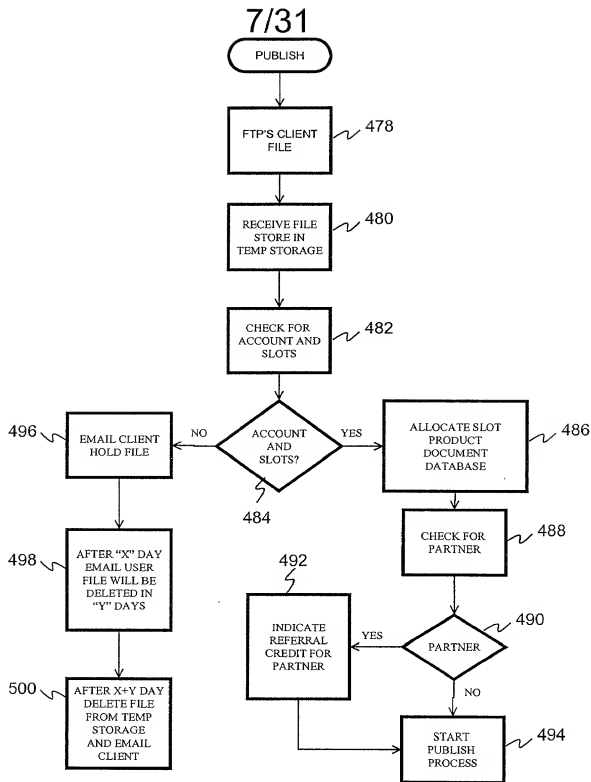 7/31
PUBLISH
FTP'S CLIENT
FILE
478
RECEIVE FILE
STORE IN
TEMP STORAGE
480
CHECK FOR
ACCOUNT AND
SLOTS
482
ACCOUNT
AND
SLOTS?
484
NO
YES
496
EMAIL CLIENT
HOLD FILE
ALLOCATE SLOT
PRODUCT
DOCUMENT
DATABASE
486
498
AFTER "X" DAY
EMAIL USER
FILE WILL BE
DELETED IN
"Y" DAYS
CHECK FOR
PARTNER
488
492
INDICATE
REFERRAL
CREDIT FOR
PARTNER
YES
PARTNER
490
NO
500
AFTER X+Y DAY
DELETE FILE
FROM TEMP
STORAGE
AND EMAIL
CLIENT
START
PUBLISH
PROCESS
494